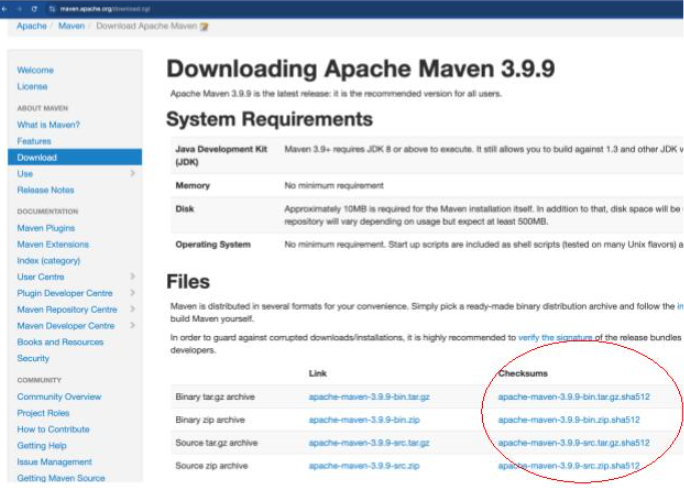 maven.apache.org/download.cgi
Apache / Maven / Download Apache Maven
Welcome
License
ABOUT MAVEN
What is Maven?
Features
Download
Use
Release Notes
DOCUMENTATION
Maven Plugins
Maven Extensions
Index (category)
User Centre
Plugin Developer Centre
Maven Repository Centre
Maven Developer Centre
Books and Resources
Security
COMMUNITY
Community Overview
Project Roles
How to Contribute
Getting Help
Issue Management
Getting Maven Source
Downloading Apache Maven 3.9.9
Apache Maven 3.9.9 is the latest release: it is the recommended version for all users.
System Requirements
Java Development Kit (JDK) Maven 3.9+ requires JDK 8 or above to execute. It still allows you to build against 1.3 and other JDK v
Memory No minimum requirement
Disk Approximately 10MB is required for the Maven installation itself. In addition to that, disk space will be
repository will vary depending on usage but expect at least 500MB.
Operating System No minimum requirement. Start up scripts are included as shell scripts (tested on many Unix flavors) a
Files
Maven is distributed in several formats for your convenience. Simply pick a ready-made binary distribution archive and follow the in
build Maven yourself.
In order to guard against corrupted downloads/installations, it is highly recommended to verify the signature of the release bundles
developers.
Link Checksums
Binary tar.gz archive apache-maven-3.9.9-bin.tar.gz apache-maven-3.9.9-bin.tar.gz.sha512
Binary zip archive apache-maven-3.9.9-bin.zip apache-maven-3.9.9-bin.zip.sha512
Source tar.gz archive apache-maven-3.9.9-src.tar.gz apache-maven-3.9.9-src.tar.gz.sha512
Source zip archive apache-maven-3.9.9-src.zip apache-maven-3.9.9-src.zip.sha512